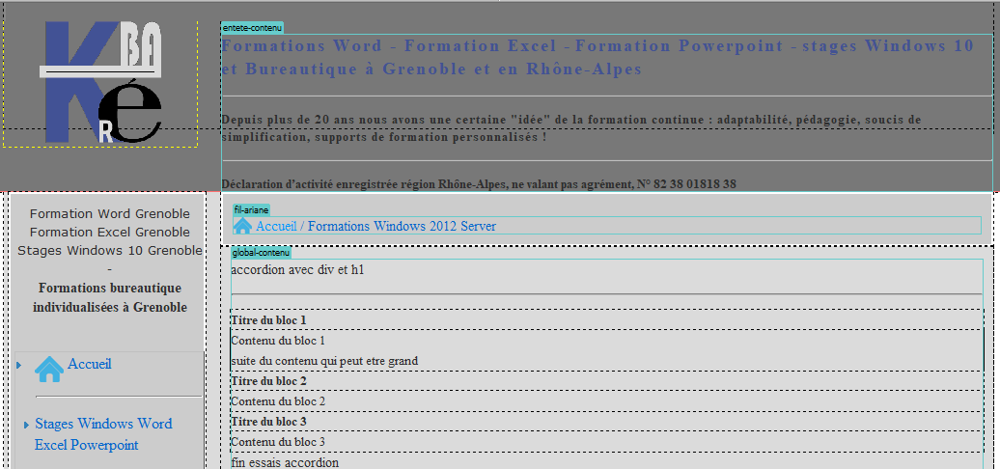 K BA
Ré
entete-contenu
Formations Word - Formation Excel - Formation Powerpoint - stages Windows 10
et Bureautique à Grenoble et en Rhône-Alpes
Depuis plus de 20 ans nous avons une certaine "idée" de la formation continue : adaptabilité, pédagogie, soucis de
simplification, supports de formation personnalisés !
Déclaration d'activité enregistrée région Rhône-Alpes, ne valant pas agrément, N° 82 38 01818 38
Formation Word Grenoble
Formation Excel Grenoble
Stages Windows 10 Grenoble
-
Formations bureautique
individualisées à Grenoble
Accueil
Stages Windows Word
Excel Powerpoint
fil-ariane
Accueil / Formations Windows 2012 Server
global-contenu
accordion avec div et h1
Titre du bloc 1
Contenu du bloc 1
suite du contenu qui peut etre grand
Titre du bloc 2
Contenu du bloc 2
Titre du bloc 3
Contenu du bloc 3
fin essais accordion